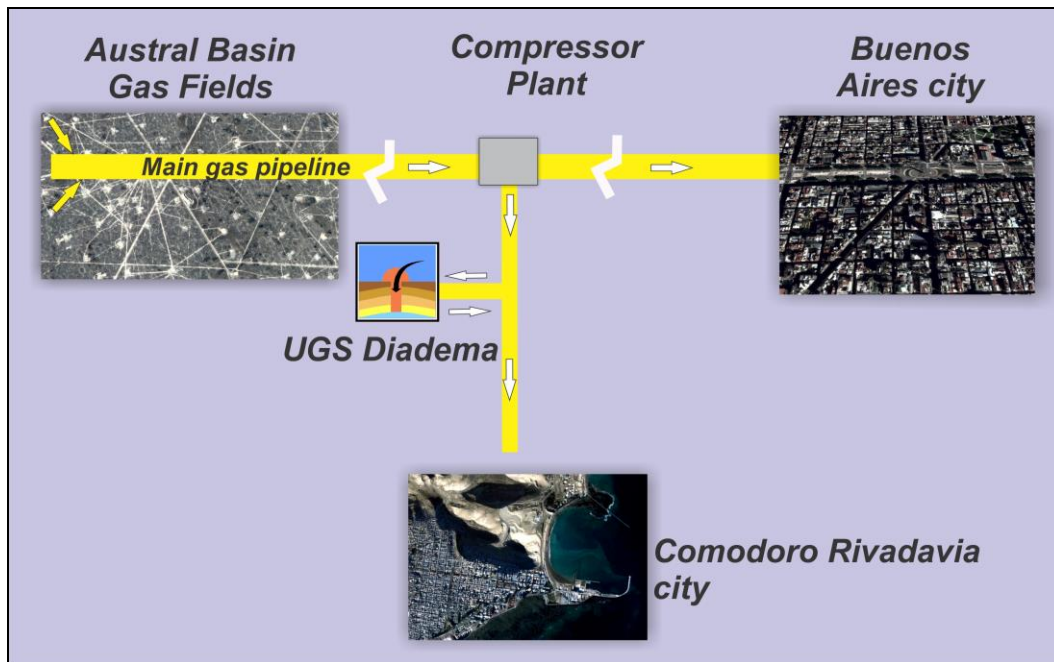 Austral Basin
Gas Fields
Compressor
Plant
Buenos
Aires city
Main gas pipeline
UGS Diadema
Comodoro Rivadavia
city